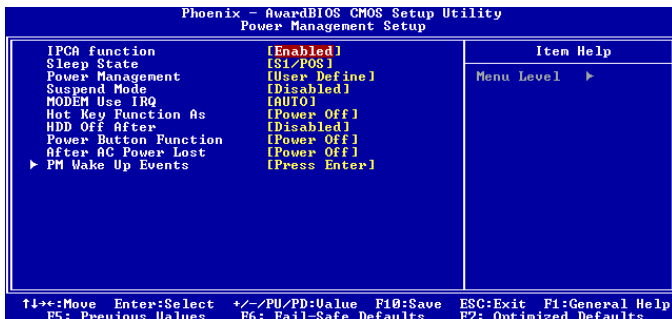 Phoenix - AwardBIOS CMOS Setup Utility
Power Management Setup
IPCA function [Enabled]
Sleep State [S1/POS]
Power Management [User Define]
Suspend Mode [Disabled]
MODEM Use IRQ [AUTO]
Hot Key Function As [Power Off]
HDD Off After [Disabled]
Power Button Function [Power Off]
After AC Power Lost [Power Off]
► PM Wake Up Events [Press Enter]
Item Help
Menu Level ►
↑↓→←:Move Enter:Select +/-/PU/PD:Value F10:Save ESC:Exit F1:General Help
F5: Previous Values F6: Fail-Safe Defaults F7: Optimized Defaults